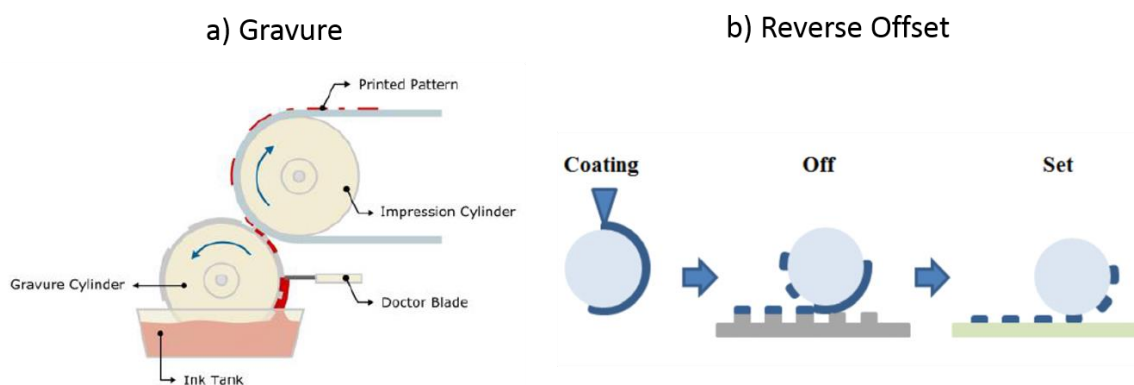 a) Gravure
b) Reverse Offset
Printed Pattern
Impression Cylinder
Gravure Cylinder
Doctor Blade
Ink Tank
Coating
Off
Set